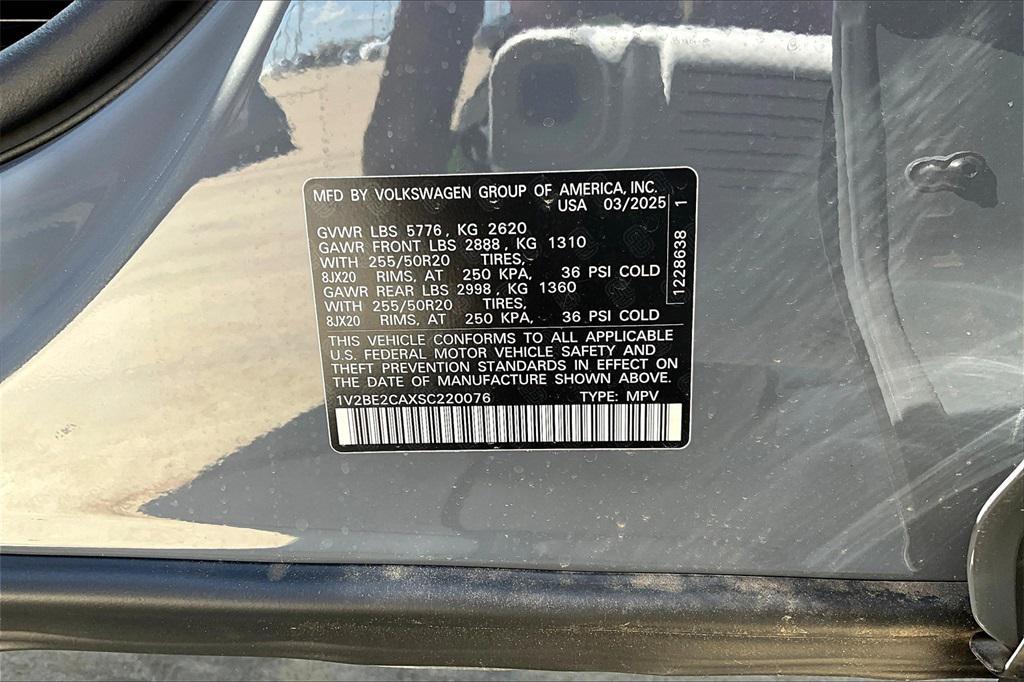 MFD BY VOLKSWAGEN GROUP OF AMERICA, INC.
USA 03/2025
GVWR LBS 5776, KG 2620
GAWR FRONT LBS 2888, KG 1310
WITH 255/50R20 TIRES,
8JX20 RIMS, AT 250 KPA, 36 PSI COLD
GAWR REAR LBS 2998, KG 1360
WITH 255/50R20 TIRES,
8JX20 RIMS, AT 250 KPA, 36 PSI COLD
1228638 1
THIS VEHICLE CONFORMS TO ALL APPLICABLE
U.S. FEDERAL MOTOR VEHICLE SAFETY AND
THEFT PREVENTION STANDARDS IN EFFECT ON
THE DATE OF MANUFACTURE SHOWN ABOVE.
1V2BE2CAXSC220076 TYPE: MPV